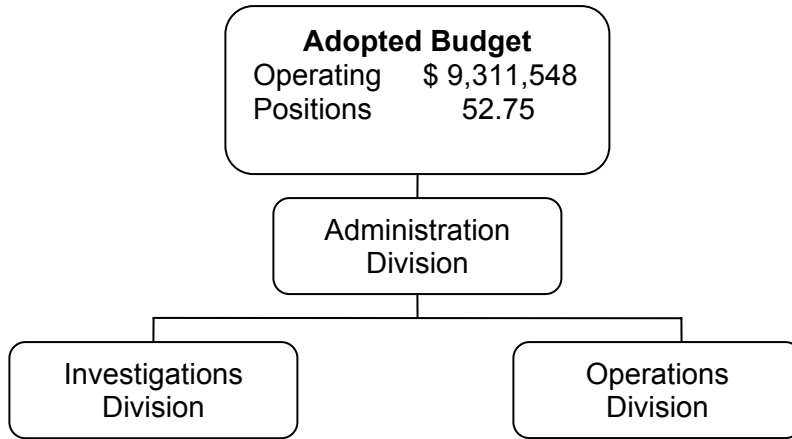 Adopted Budget
Operating $ 9,311,548
Positions 52.75
Administration
Division
Investigations
Division
Operations
Division